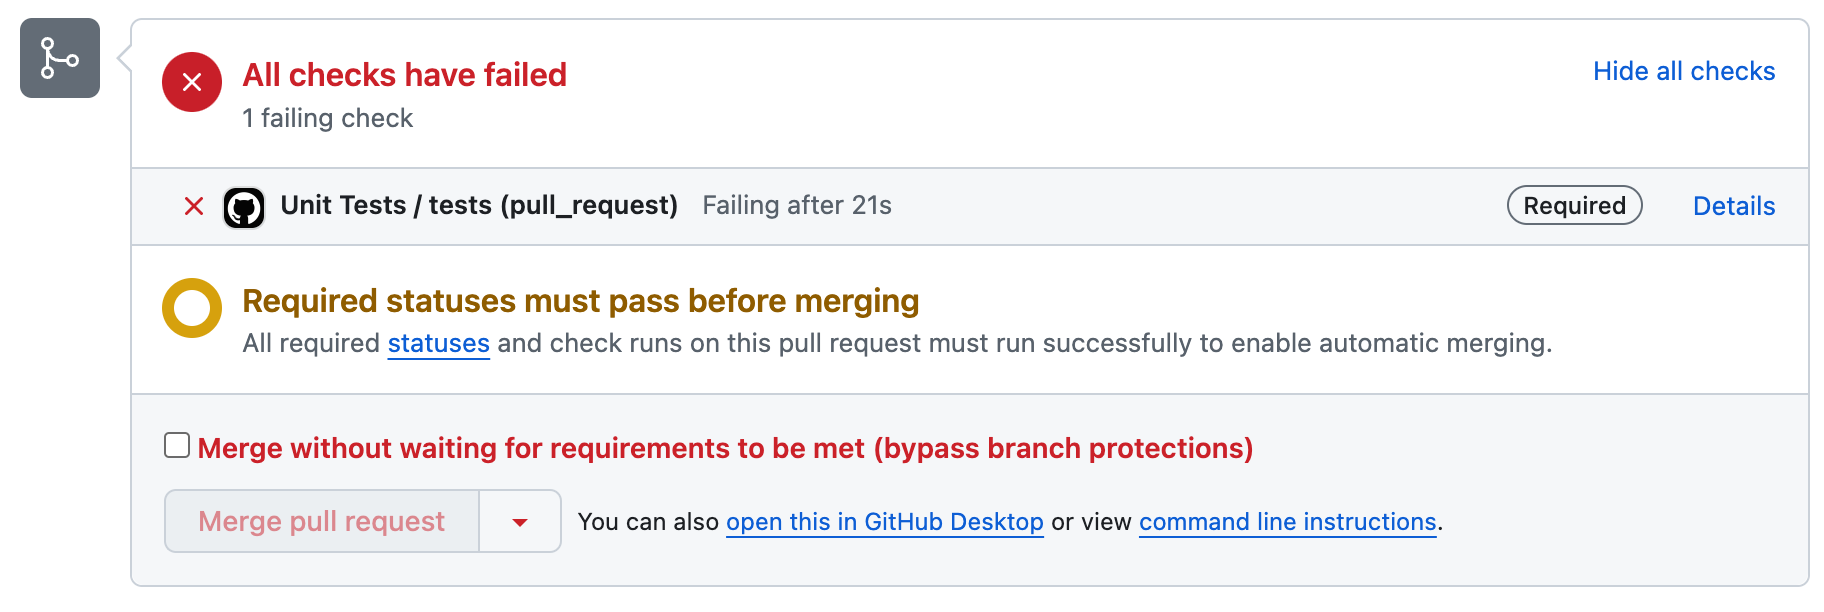 All checks have failed
Hide all checks
1 failing check
Unit Tests / tests (pull_request) Failing after 21s Required Details
Required statuses must pass before merging
All required statuses and check runs on this pull request must run successfully to enable automatic merging.
Merge without waiting for requirements to be met (bypass branch protections)
Merge pull request
You can also open this in GitHub Desktop or view command line instructions.